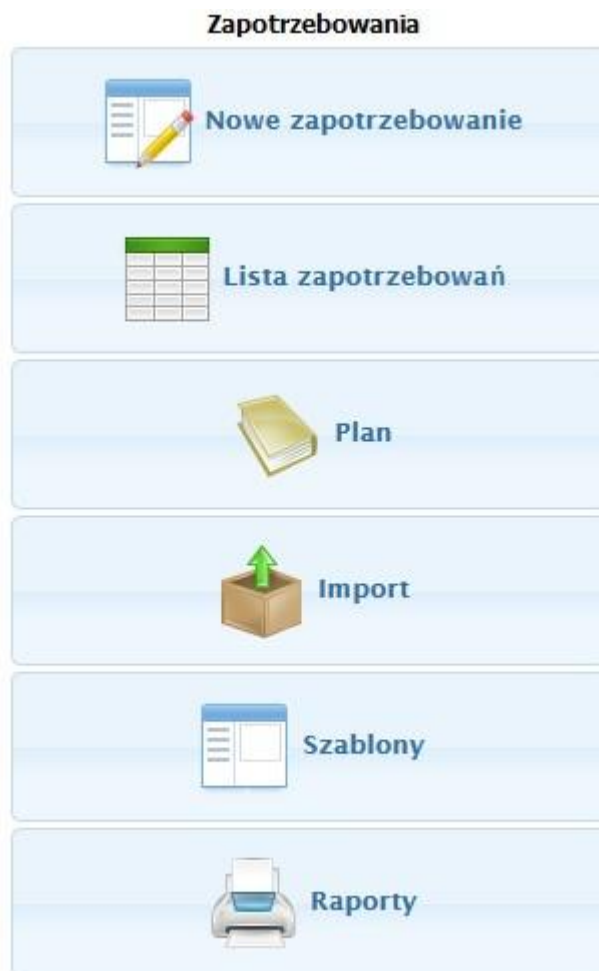 Zapotrzebowania
Nowe zapotrzebowanie
Lista zapotrzebowań
Plan
Import
Szablony
Raporty